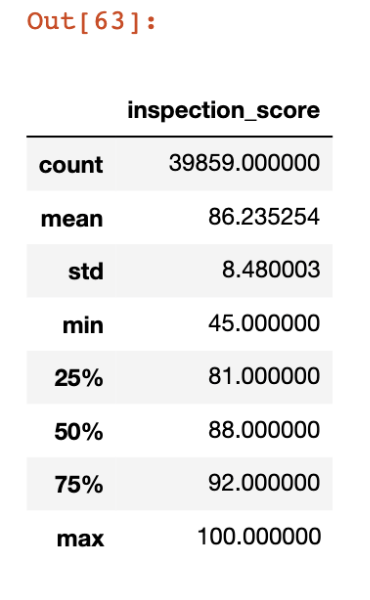 Out[63]:
inspection_score
count 39859.000000
mean 86.235254
std 8.480003
min 45.000000
25% 81.000000
50% 88.000000
75% 92.000000
max 100.000000